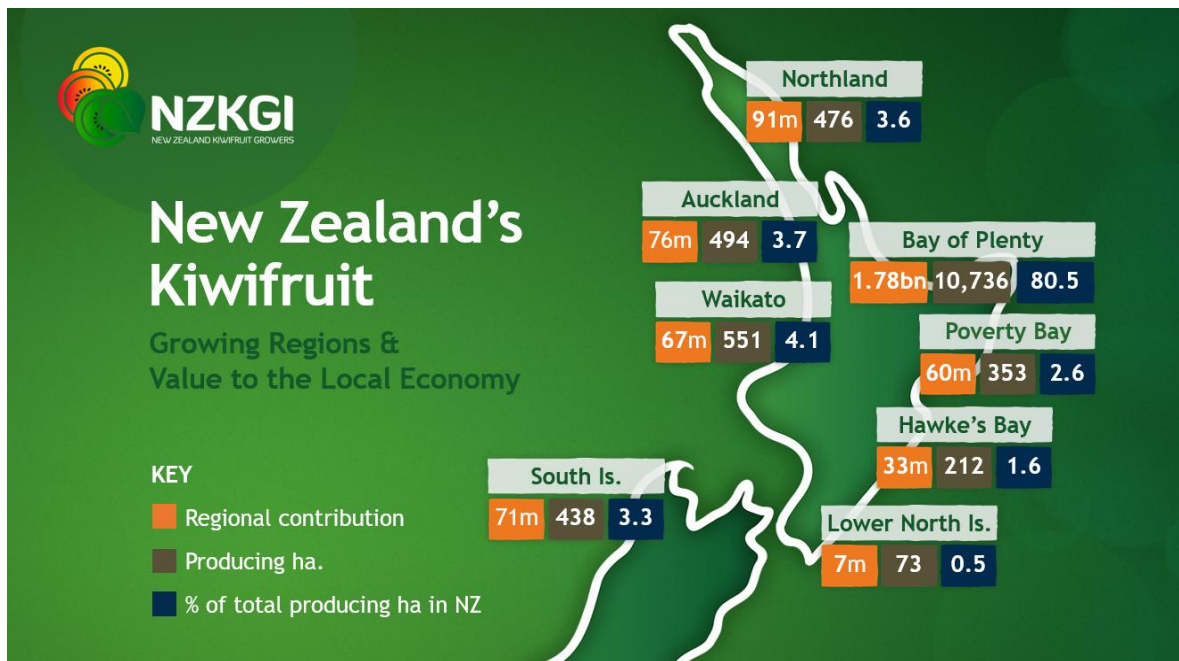 NZKGI
NEW ZEALAND KIWIFRUIT GROWERS
New Zealand's
Kiwifruit
Growing Regions &
Value to the Local Economy
KEY
Regional contribution
Producing ha.
% of total producing ha in NZ
Northland
91m 476 3.6
Auckland
76m 494 3.7
Bay of Plenty
1.78bn 10,736 80.5
Waikato
67m 551 4.1
Poverty Bay
60m 353 2.6
Hawke's Bay
33m 212 1.6
South Is.
71m 438 3.3
Lower North Is.
7m 73 0.5